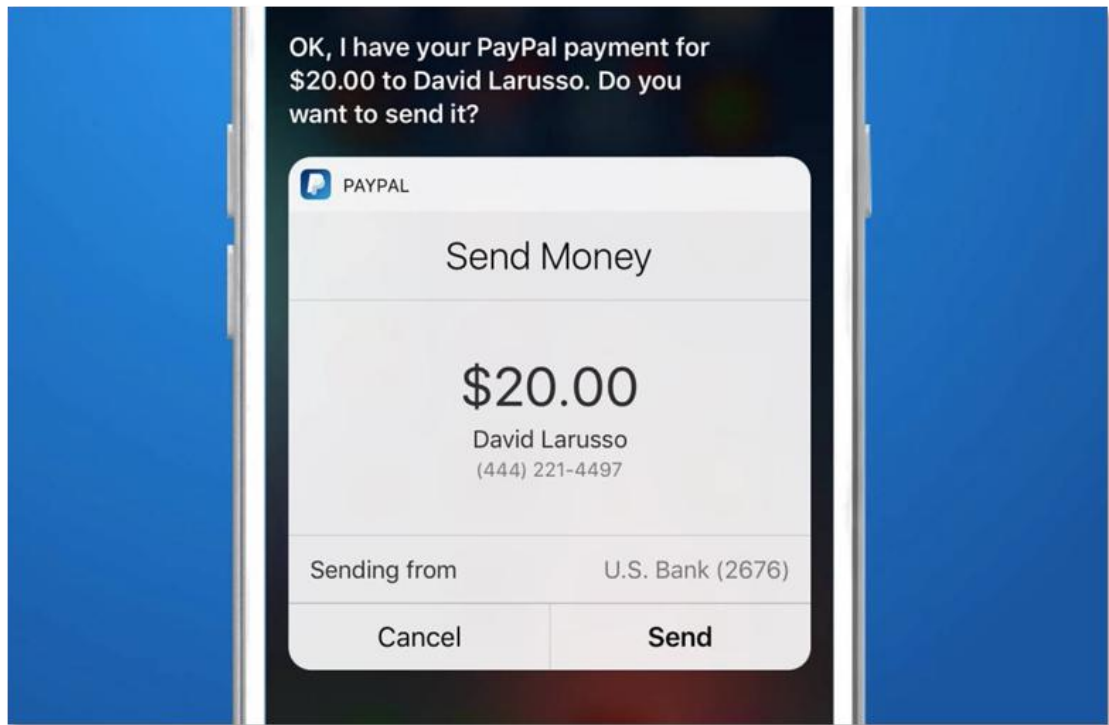 OK, I have your PayPal payment for
$20.00 to David Larusso. Do you
want to send it?
PAYPAL
Send Money
$20.00
David Larusso
(444) 221-4497
Sending from U.S. Bank (2676)
Cancel Send